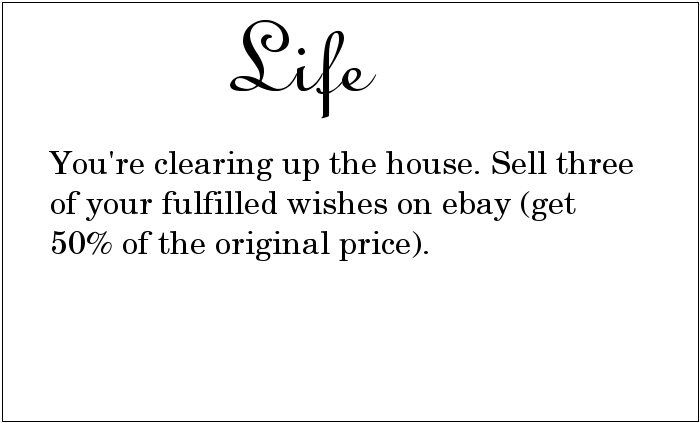 Life
You're clearing up the house. Sell three
of your fulfilled wishes on ebay (get
50% of the original price).